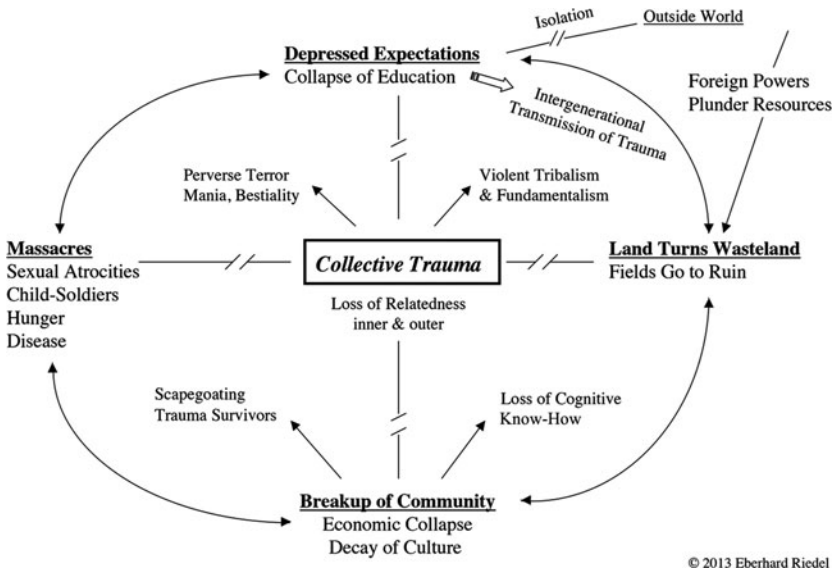 Isolation
Outside World
Depressed Expectations
Collapse of Education
Foreign Powers
Plunder Resources
Intergenerational
Transmission of Trauma
Perverse Terror
Mania, Bestiality
Violent Tribalism
& Fundamentalism
Massacres
Sexual Atrocities
Child-Soldiers
Hunger
Disease
Collective Trauma
Loss of Relatedness
inner & outer
Land Turns Wasteland
Fields Go to Ruin
Scapegoating
Trauma Survivors
Loss of Cognitive
Know-How
Breakup of Community
Economic Collapse
Decay of Culture
© 2013 Eberhard Riedel